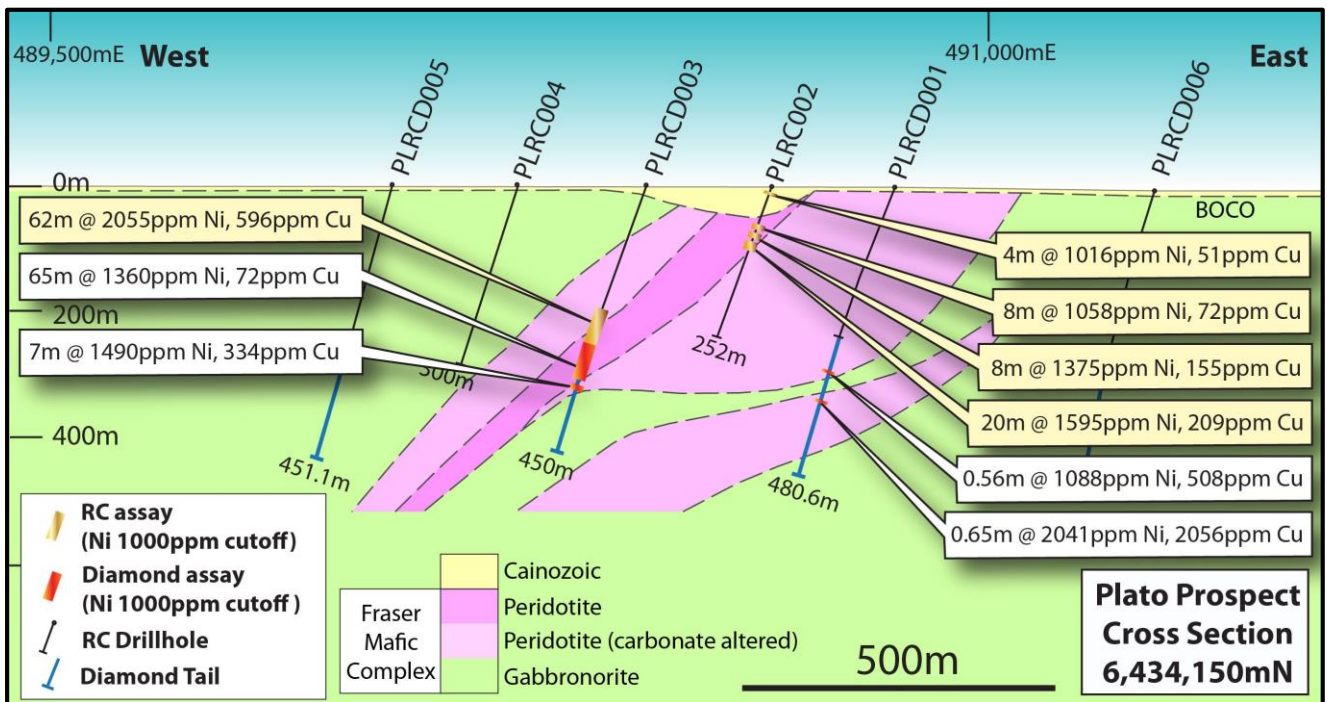 489,500mE
West
491,000mE
East
PLRCD005
PLRC004
PLRCD003
PLRC002
PLRCD001
PLRCD006
0m
BOCO
62m @ 2055ppm Ni, 596ppm Cu
65m @ 1360ppm Ni, 72ppm Cu
200m
7m @ 1490ppm Ni, 334ppm Cu
400m
4m @ 1016ppm Ni, 51ppm Cu
8m @ 1058ppm Ni, 72ppm Cu
8m @ 1375ppm Ni, 155ppm Cu
20m @ 1595ppm Ni, 209ppm Cu
0.56m @ 1088ppm Ni, 508ppm Cu
0.65m @ 2041ppm Ni, 2056ppm Cu
252m
300m
451.1m
450m
480.6m
RC assay
(Ni 1000ppm cutoff)
Diamond assay
(Ni 1000ppm cutoff )
RC Drillhole
Diamond Tail
Fraser
Mafic
Complex
Cainozoic
Peridotite
Peridotite (carbonate altered)
Gabbronorite
500m
Plato Prospect
Cross Section
6,434,150mN